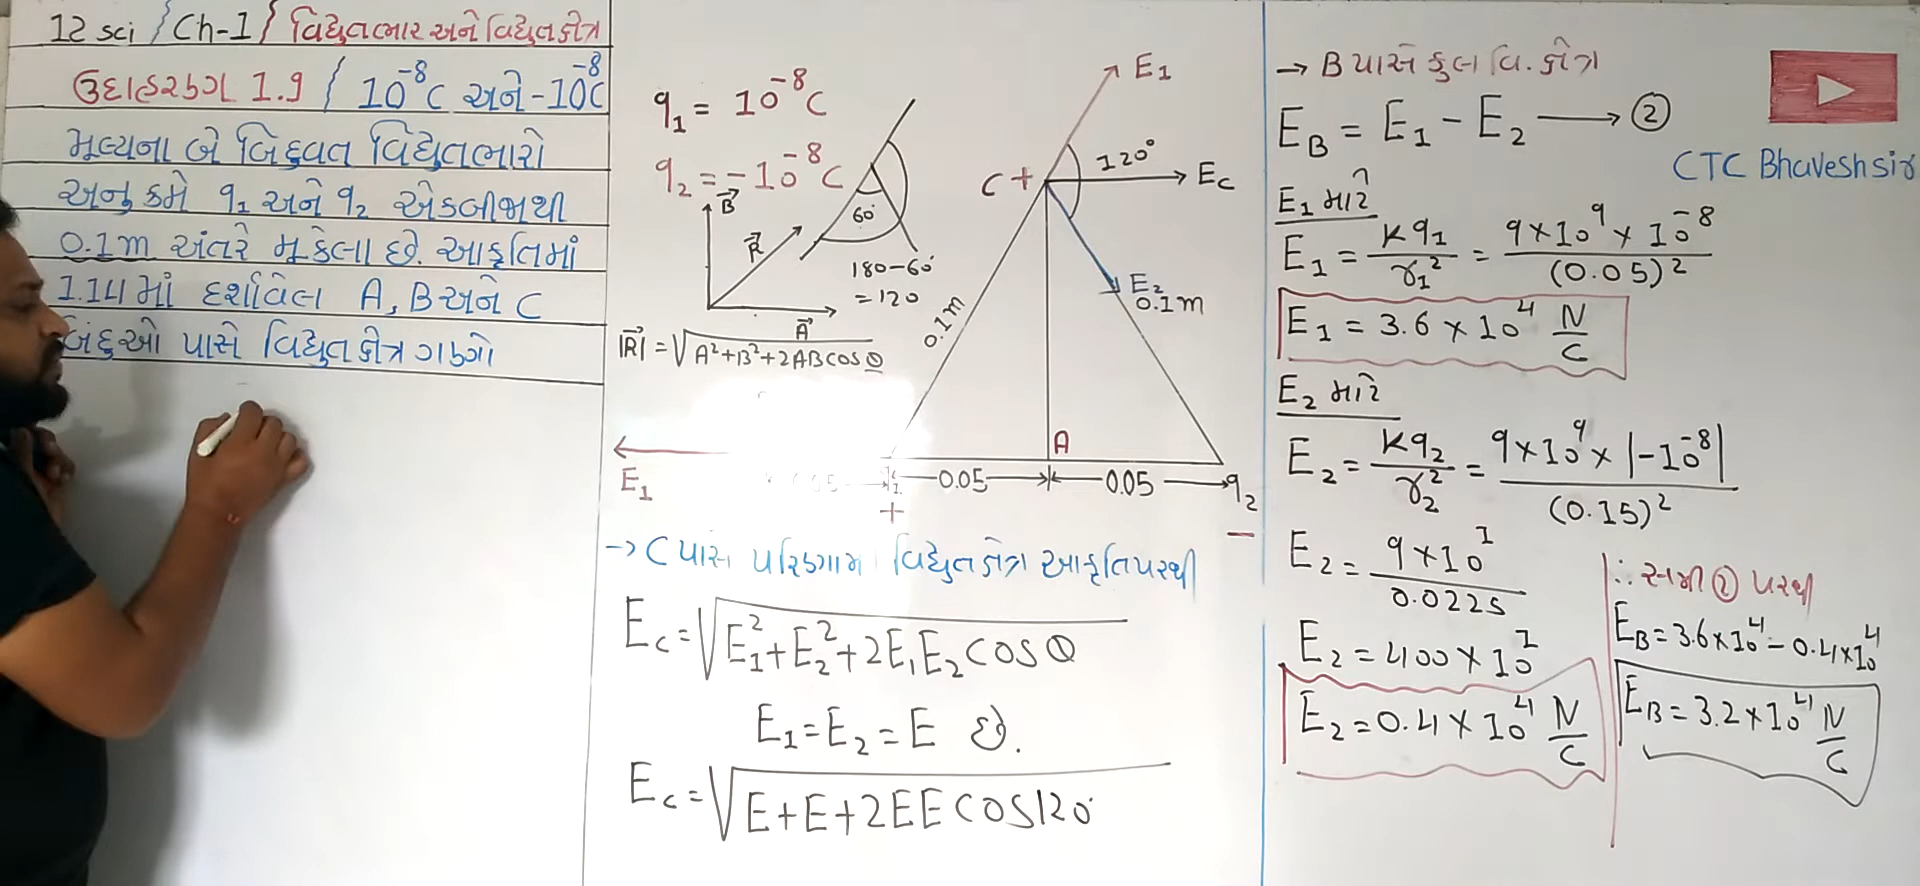 12 sci / Ch-1 / વિદ્યુતભાર અને વિદ્યુતક્ષેત્ર
ઉદાહરણ 1.9 / 10⁻⁸C અને -10⁻⁸C
મૂલ્યના બે બિંદુવત વિદ્યુતભારો
અનુક્રમે q₁ અને q₂ એકબીજાથી
0.1m અંતરે મૂકેલા છે. આકૃતિમાં
1.14માં દર્શાવેલ A, B અને C
બિંદુઓ પાસે વિદ્યુતક્ષેત્ર ગણો
q₁ = 10⁻⁸C
q₂ = -10⁻⁸C
B⃗
R⃗
A⃗
60°
180-60°
= 120
|R⃗| = √A²+B²+2ABcosθ
E₁
C +
120°
E_C
E₂
0.1m
0.1m
A
E₁
0.05
0.05
q₂
+
-
→ C પાસે પરિણામ વિદ્યુતક્ષેત્ર આકૃતિપરથી
E_C = √E₁²+E₂²+2E₁E₂COSθ
E₁=E₂=E છે.
E_C = √E+E+2EECOS120°
→ B પાસે કુલ વિ. ક્ષેત્ર
E_B = E₁ - E₂ → ②
CTC Bhavesh sir
E₁ માટે
E₁ = Kq₁/r₁² = 9×10⁹×10⁻⁸/(0.05)²
E₁ = 3.6 × 10⁴ N/C
E₂ માટે
E₂ = Kq₂/r₂² = 9×10⁹×|-10⁻⁸|/(0.15)²
E₂ = 9×10¹/0.0225
E₂ = 400 × 10¹
E₂ = 0.4 × 10⁴ N/C
∴ સમી ② પરથી
E_B = 3.6×10⁴ - 0.4×10⁴
E_B = 3.2×10⁴ N/C